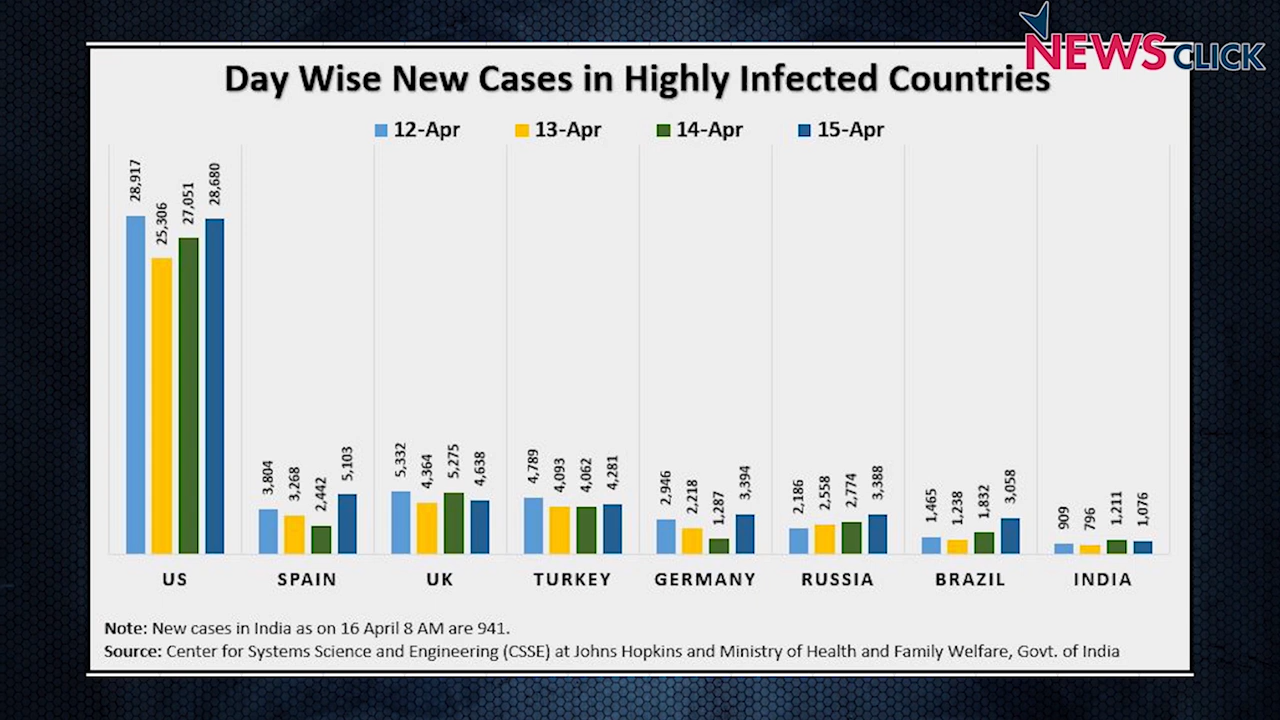 NEWSCLICK
Day Wise New Cases in Highly Infected Countries
12-Apr 13-Apr 14-Apr 15-Apr
28,917 25,306 27,051 28,680
3,804 3,268 2,442 5,103
5,332 4,364 5,275 4,638
4,789 4,093 4,062 4,281
2,946 2,218 1,287 3,394
2,186 2,558 2,774 3,388
1,465 1,238 1,832 3,058
909 796 1,211 1,076
US SPAIN UK TURKEY GERMANY RUSSIA BRAZIL INDIA
Note: New cases in India as on 16 April 8 AM are 941.
Source: Center for Systems Science and Engineering (CSSE) at Johns Hopkins and Ministry of Health and Family Welfare, Govt. of India